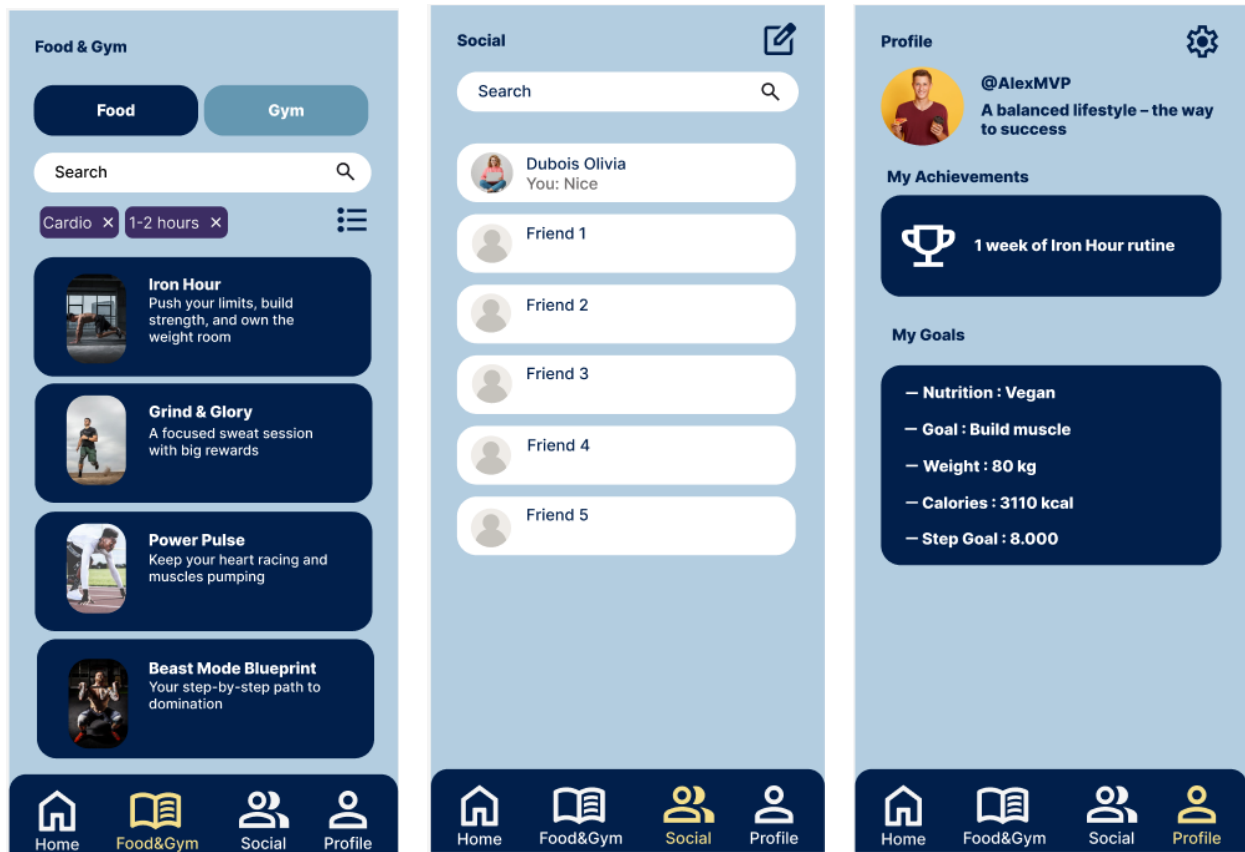 Food & Gym
Food
Gym
Search
Cardio ×
1-2 hours ×
Iron Hour
Push your limits, build
strength, and own the
weight room
Grind & Glory
A focused sweat session
with big rewards
Power Pulse
Keep your heart racing and
muscles pumping
Beast Mode Blueprint
Your step-by-step path to
domination
Home
Food&Gym
Social
Profile
Social
Search
Dubois Olivia
You: Nice
Friend 1
Friend 2
Friend 3
Friend 4
Friend 5
Home
Food&Gym
Social
Profile
Profile
@AlexMVP
A balanced lifestyle – the way
to success
My Achievements
1 week of Iron Hour rutine
My Goals
— Nutrition : Vegan
— Goal : Build muscle
— Weight : 80 kg
— Calories : 3110 kcal
— Step Goal : 8.000
Home
Food&Gym
Social
Profile